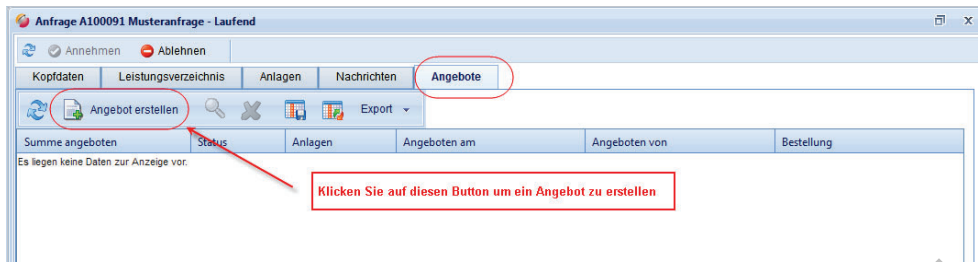 Anfrage A100091 Musteranfrage - Laufend
Annehmen Ablehnen
Kopfdaten Leistungsverzeichnis Anlagen Nachrichten Angebote
Angebot erstellen Export
Summe angeboten Status Anlagen Angeboten am Angeboten von Bestellung
Es liegen keine Daten zur Anzeige vor.
Klicken Sie auf diesen Button um ein Angebot zu erstellen